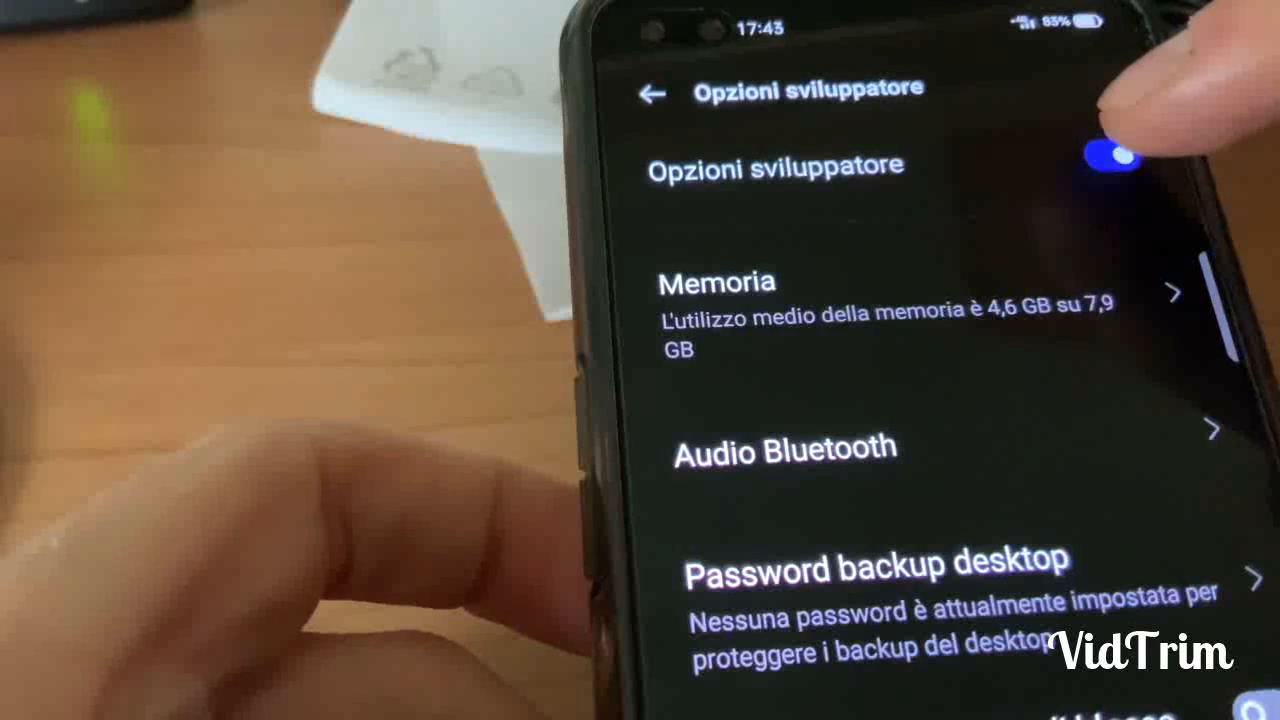 17:43
83%
Opzioni sviluppatore
Opzioni sviluppatore
Memoria
L'utilizzo medio della memoria è 4,6 GB su 7,9
GB
Audio Bluetooth
Password backup desktop
Nessuna password è attualmente impostata per
proteggere i backup del desktop
VidTrim